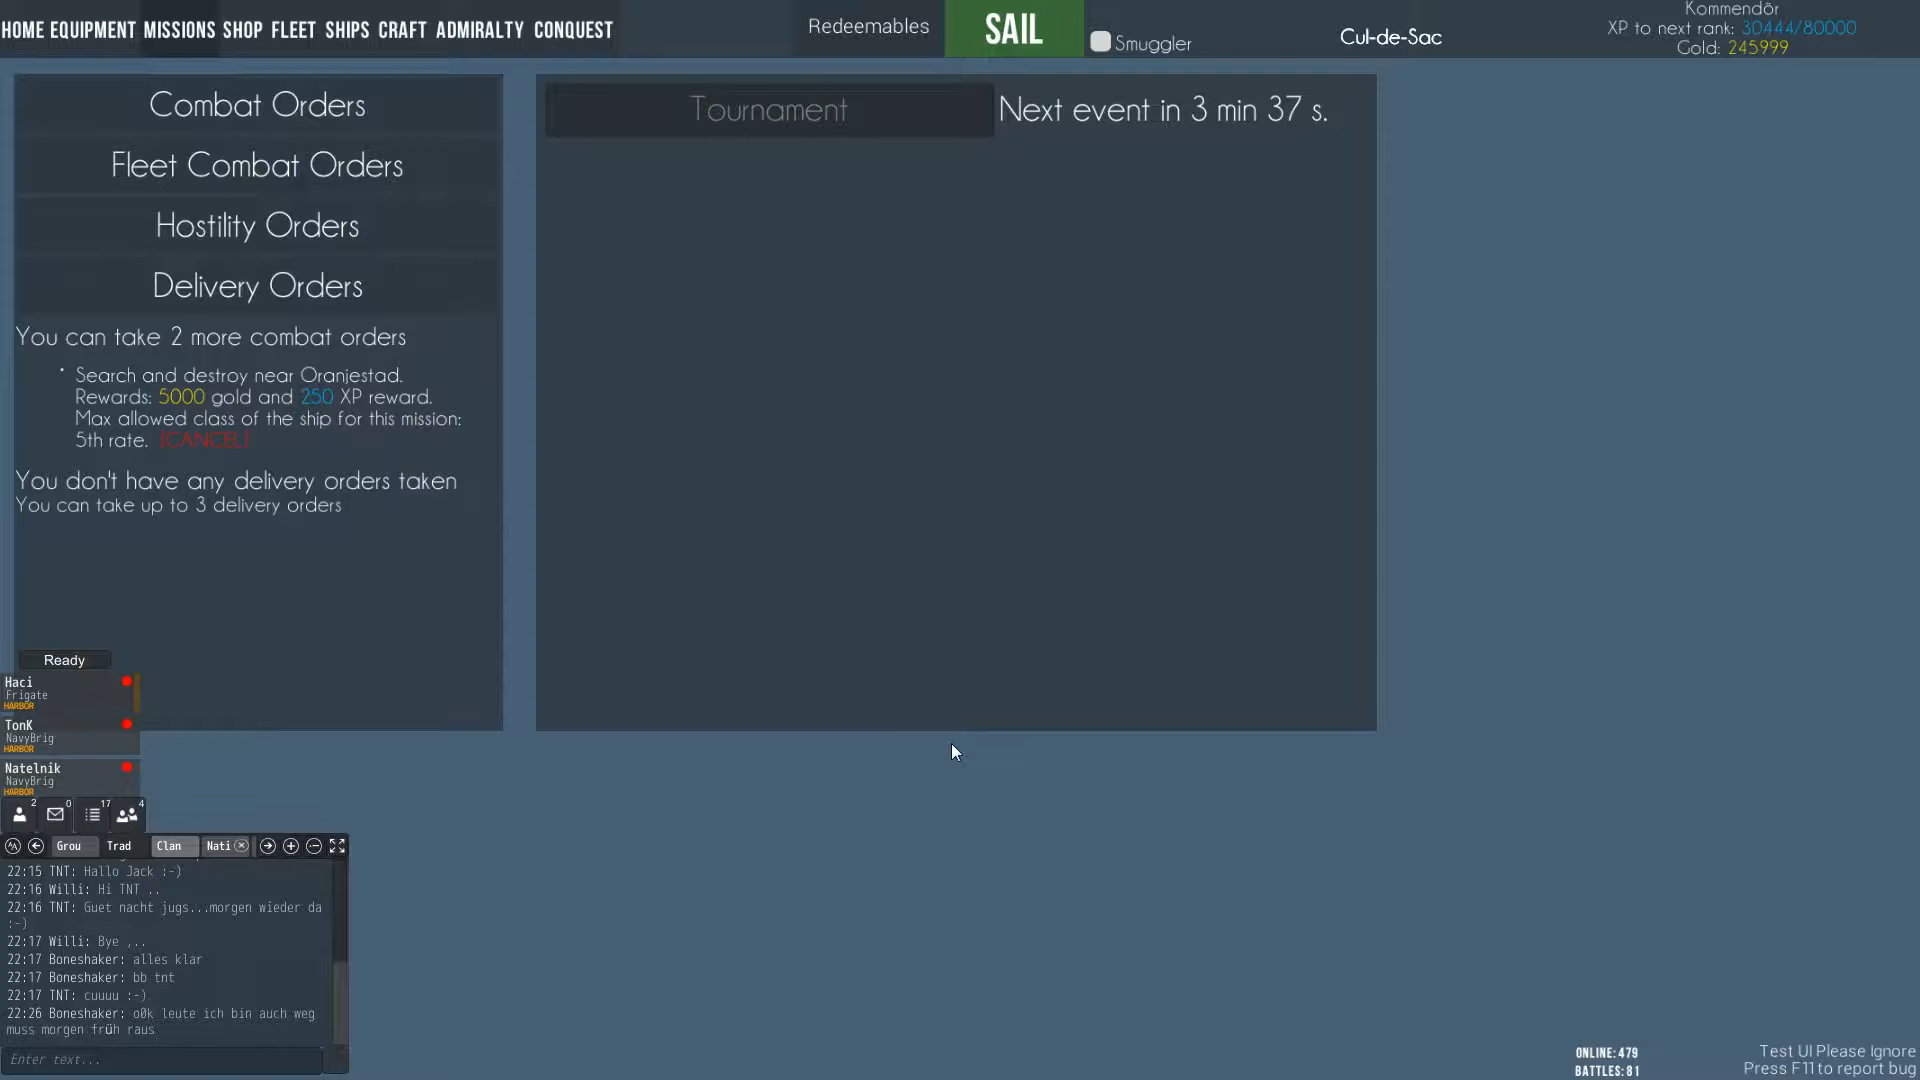 HOME EQUIPMENT MISSIONS SHOP FLEET SHIPS CRAFT ADMIRALTY CONQUEST
Redeemables
SAIL
Smuggler
Cul-de-Sac
Kommendör
XP to next rank: 30444/80000
Gold: 245999
Combat Orders
Fleet Combat Orders
Hostility Orders
Delivery Orders
You can take 2 more combat orders
· Search and destroy near Oranjestad.
Rewards: 5000 gold and 250 XP reward.
Max allowed class of the ship for this mission:
5th rate. [CANCEL]
You don't have any delivery orders taken
You can take up to 3 delivery orders
Tournament
Next event in 3 min 37 s.
Ready
Haci
Frigate
HARBOR
TonK
NavyBrig
HARBOR
Natelnik
NavyBrig
HARBOR
2 0 17 4
Grou Trad Clan Nati
22:15 TNT: Hallo Jack :-)
22:16 Willi: Hi TNT ..
22:16 TNT: Guet nacht jugs...morgen wieder da
:-)
22:17 Willi: Bye ,..
22:17 Boneshaker: alles klar
22:17 Boneshaker: bb tnt
22:17 TNT: cuuuu :-)
22:26 Boneshaker: o0k leute ich bin auch weg
muss morgen früh raus
Enter text...
ONLINE: 479
BATTLES: 81
Test UI Please Ignore
Press F11 to report bug